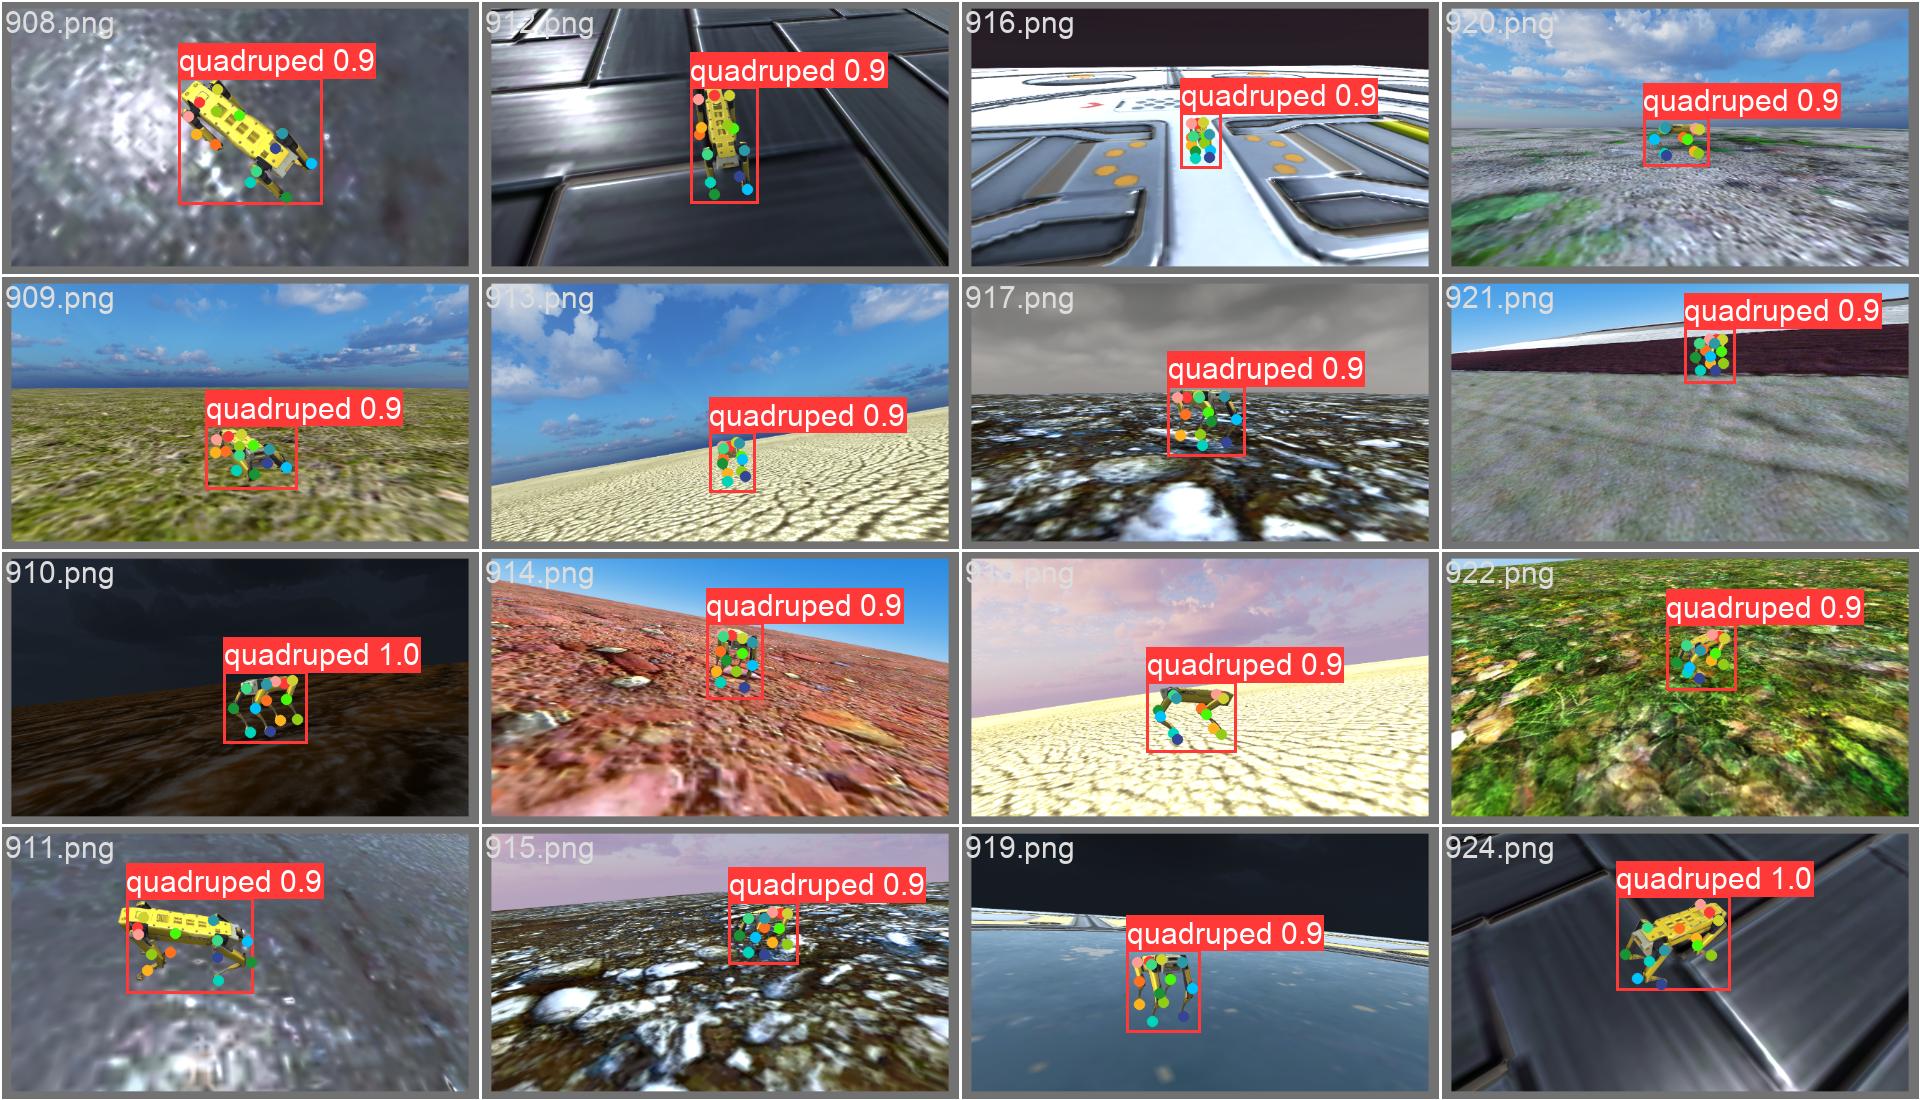 908.png
quadruped 0.9
912.png
quadruped 0.9
916.png
quadruped 0.9
920.png
quadruped 0.9
909.png
quadruped 0.9
913.png
quadruped 0.9
917.png
quadruped 0.9
921.png
quadruped 0.9
910.png
quadruped 1.0
914.png
quadruped 0.9
quadruped 0.9
922.png
quadruped 0.9
911.png
quadruped 0.9
915.png
quadruped 0.9
919.png
quadruped 0.9
924.png
quadruped 1.0